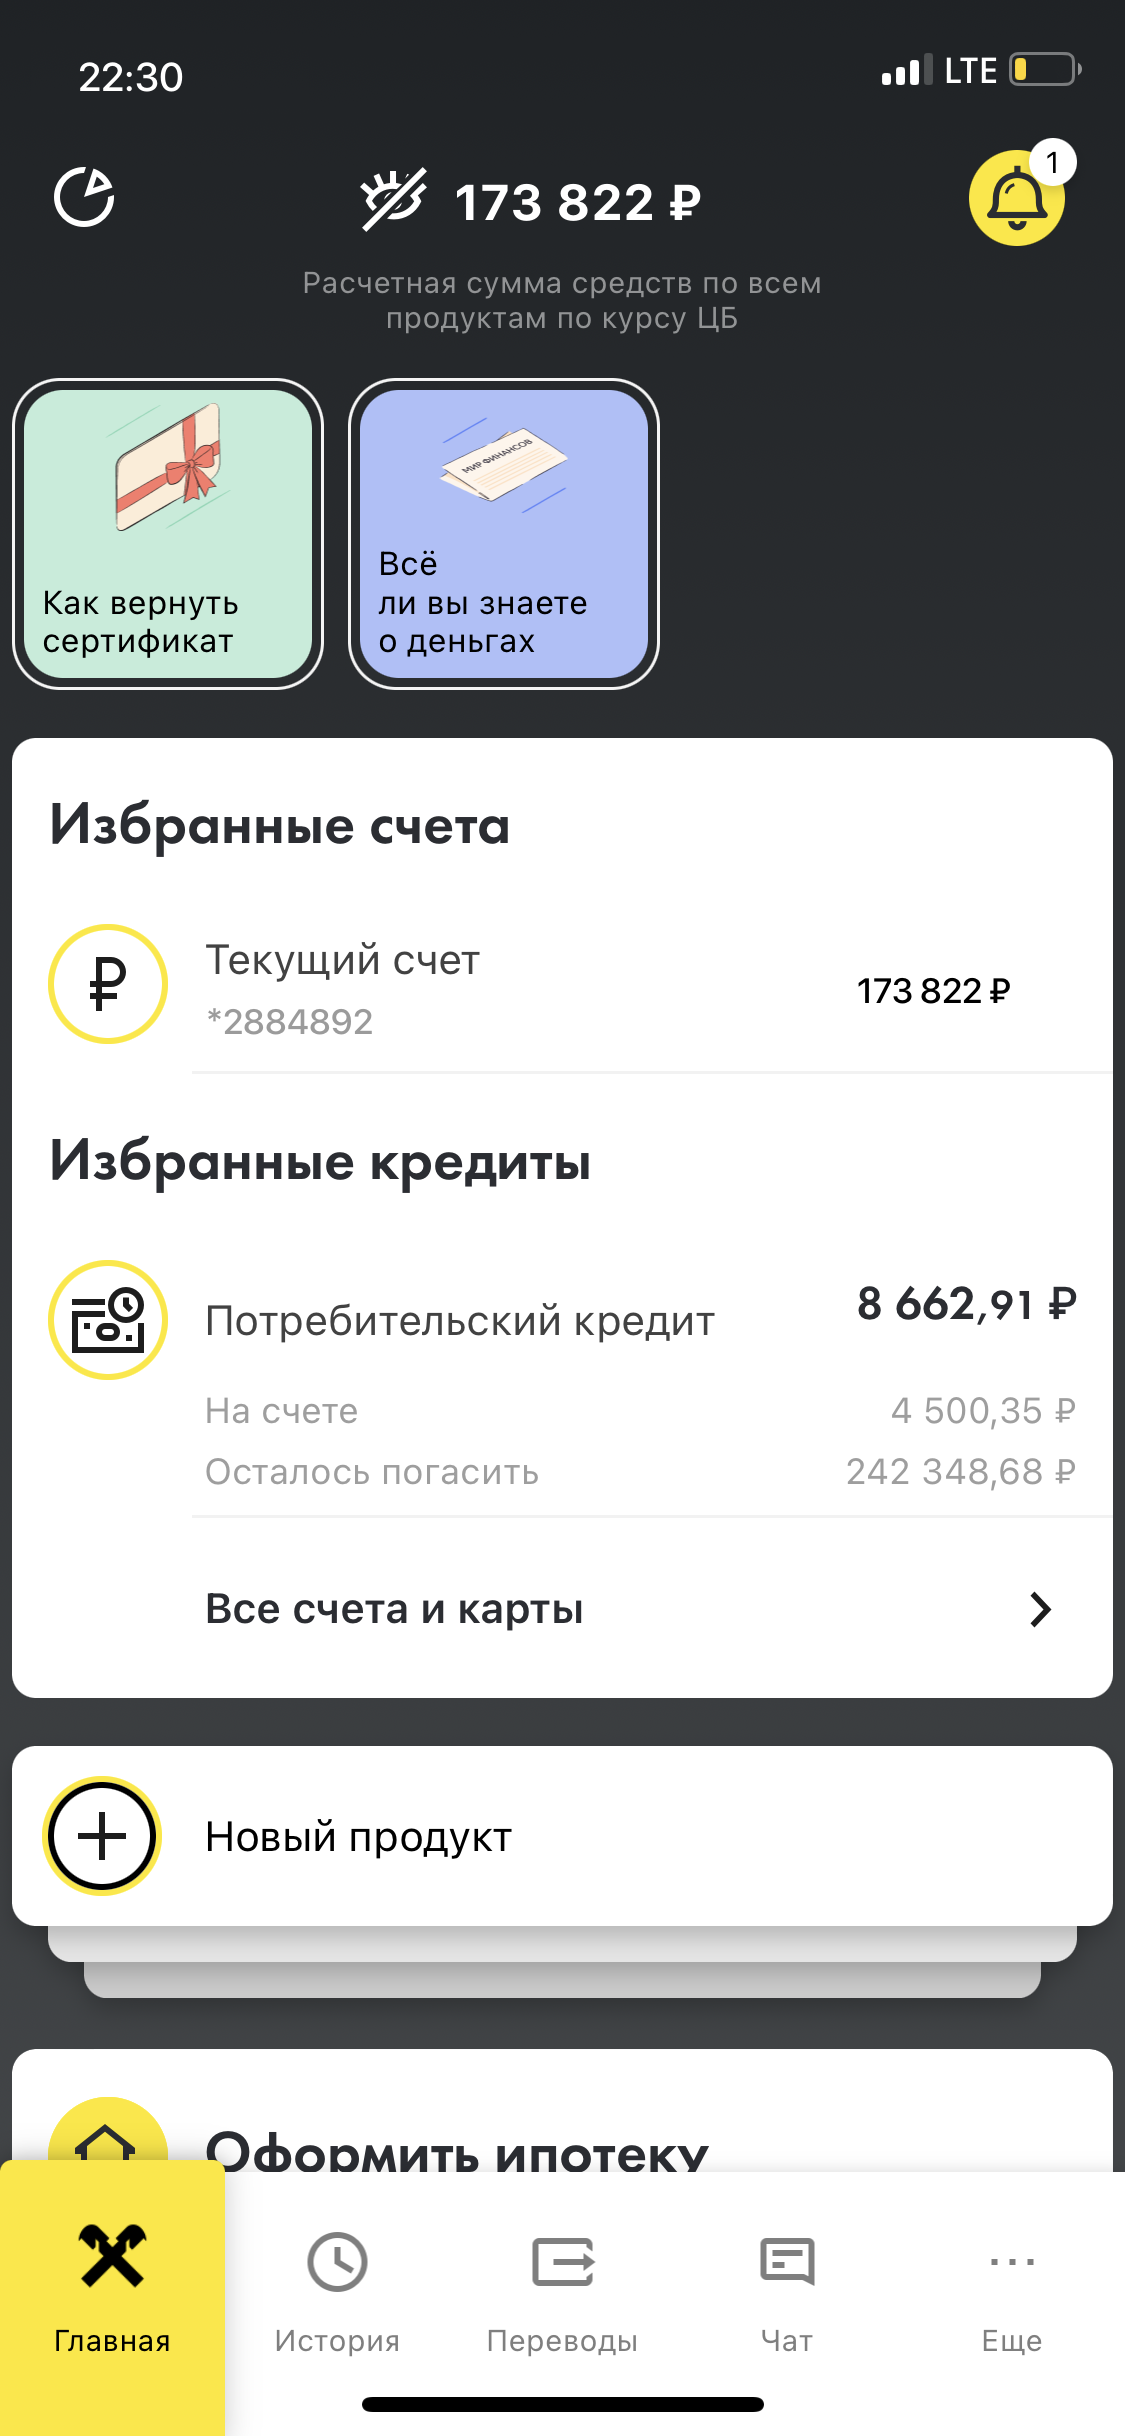 22:30
LTE
173 822 ₽
1
Расчетная сумма средств по всем
продуктам по курсу ЦБ
МИР ФИНАНСОВ
Как вернуть
сертификат
Всё
ли вы знаете
о деньгах
Избранные счета
Текущий счет
173 822 ₽
*2884892
Избранные кредиты
Потребительский кредит
8 662,91 ₽
На счете
4 500,35 ₽
Осталось погасить
242 348,68 ₽
Все счета и карты
Новый продукт
Оформить ипотеку
Главная
История
Переводы
Чат
Еще